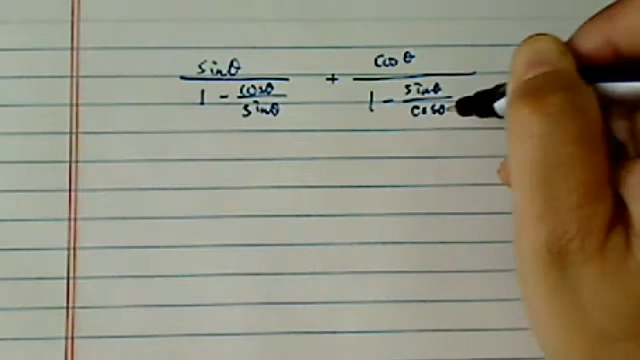 sinθ / (1 - cosθ/sinθ) + cosθ / (1 - sinθ/cosθ)